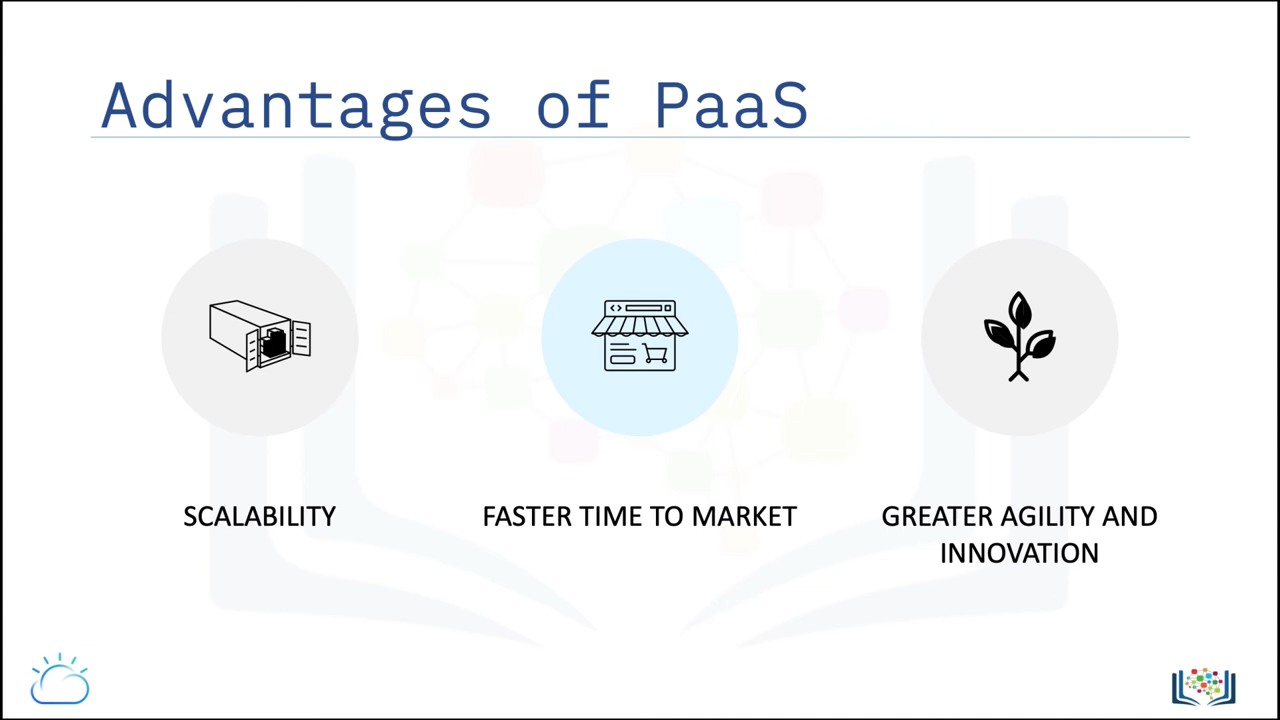 Advantages of PaaS
SCALABILITY
FASTER TIME TO MARKET
GREATER AGILITY AND
INNOVATION